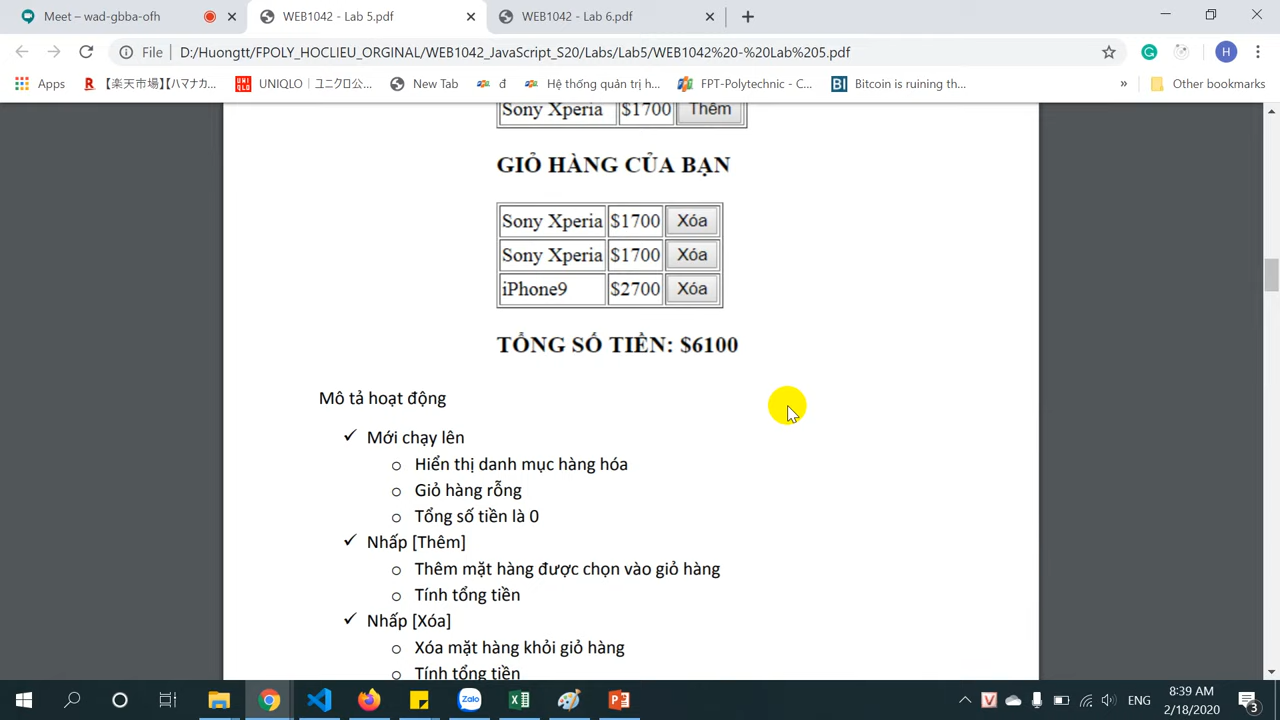 Meet – wad-gbba-ofh
WEB1042 - Lab 5.pdf
WEB1042 - Lab 6.pdf
File
D:/Huongtt/FPOLY_HOCLIEU_ORGINAL/WEB1042_JavaScript_S20/Labs/Lab5/WEB1042%20-%20Lab%205.pdf
H
Apps
【楽天市場】【ハマナカ...
UNIQLO｜ユニクロ公...
New Tab
đ
Hệ thống quản trị h...
FPT-Polytechnic - C...
BI
Bitcoin is ruining th...
»
Other bookmarks
Sony Xperia $1700 Thêm
GIỎ HÀNG CỦA BẠN
Sony Xperia $1700 Xóa
Sony Xperia $1700 Xóa
iPhone9 $2700 Xóa
TỔNG SỐ TIỀN: $6100
Mô tả hoạt động
Mới chạy lên
Hiển thị danh mục hàng hóa
Giỏ hàng rỗng
Tổng số tiền là 0
Nhấp [Thêm]
Thêm mặt hàng được chọn vào giỏ hàng
Tính tổng tiền
Nhấp [Xóa]
Xóa mặt hàng khỏi giỏ hàng
Tính tổng tiền
Zalo
ENG
8:39 AM
2/18/2020
3